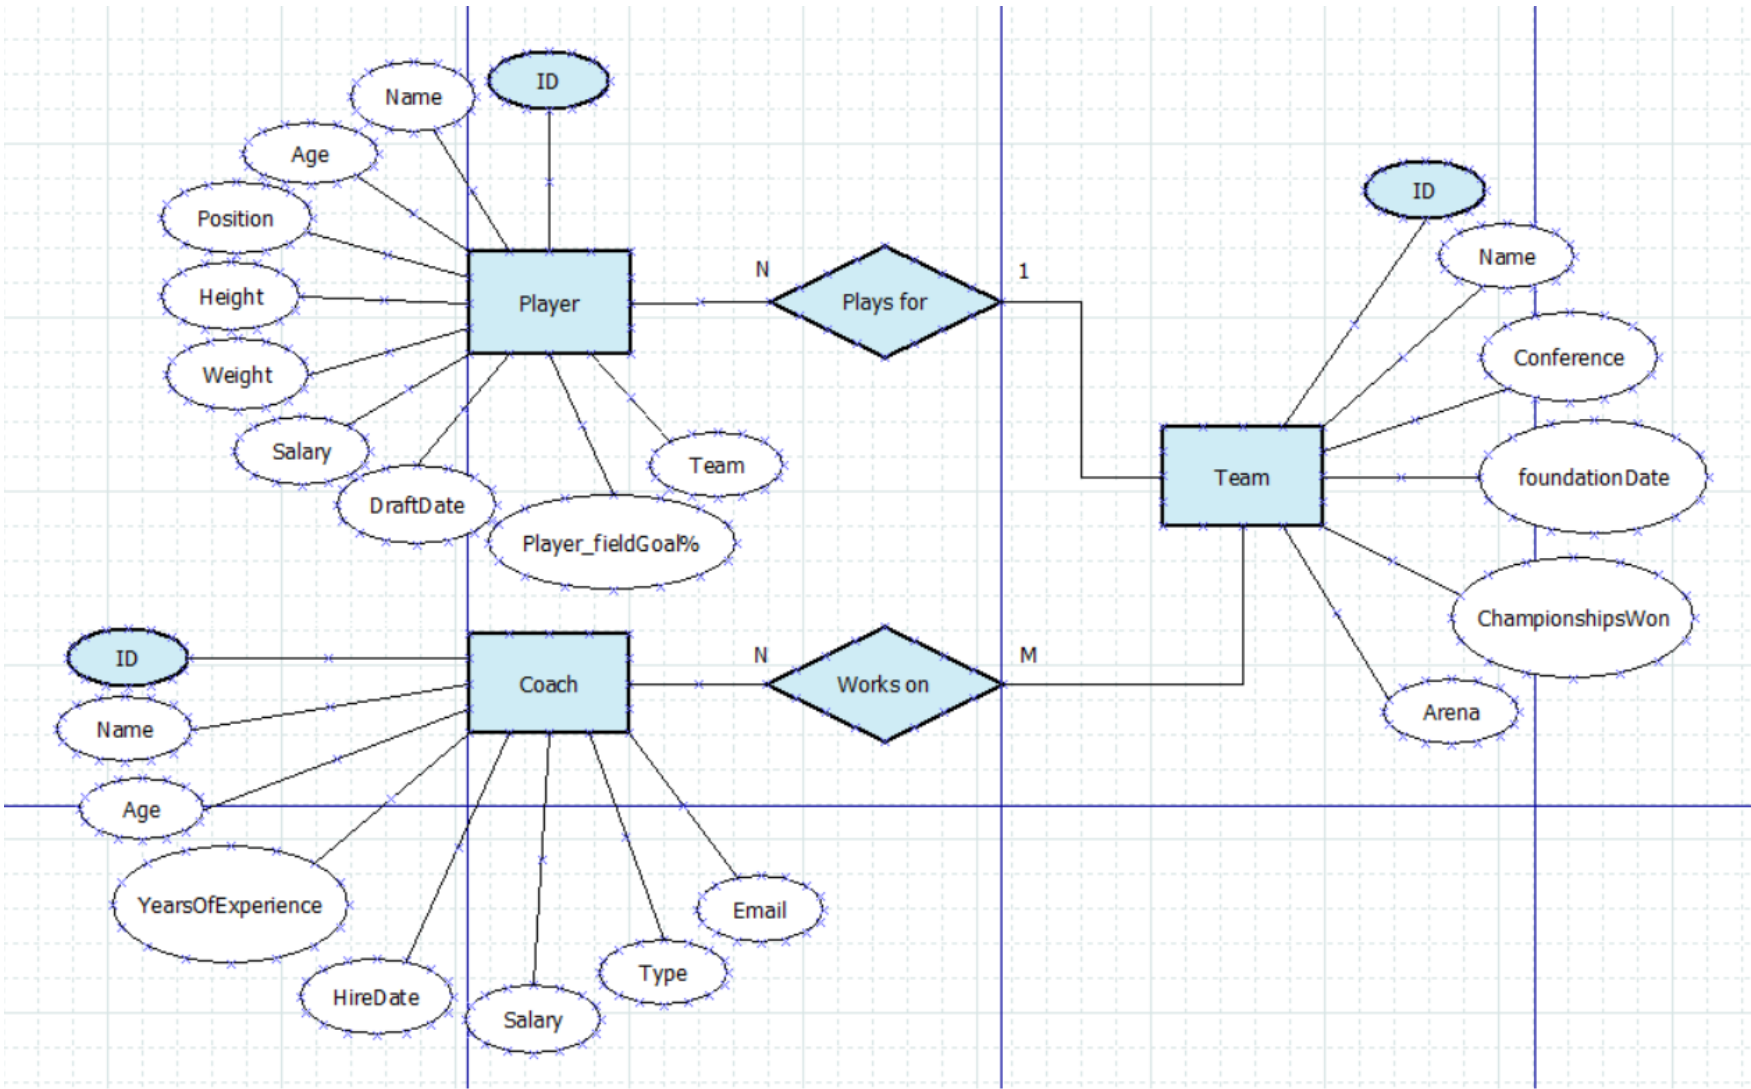 ID
Name
Age
Position
Height
Weight
Salary
DraftDate
Player_fieldGoal%
Team
Player
N
Plays for
1
ID
Name
Conference
foundationDate
ChampionshipsWon
Arena
Team
ID
Name
Age
YearsOfExperience
HireDate
Salary
Type
Email
Coach
N
Works on
M